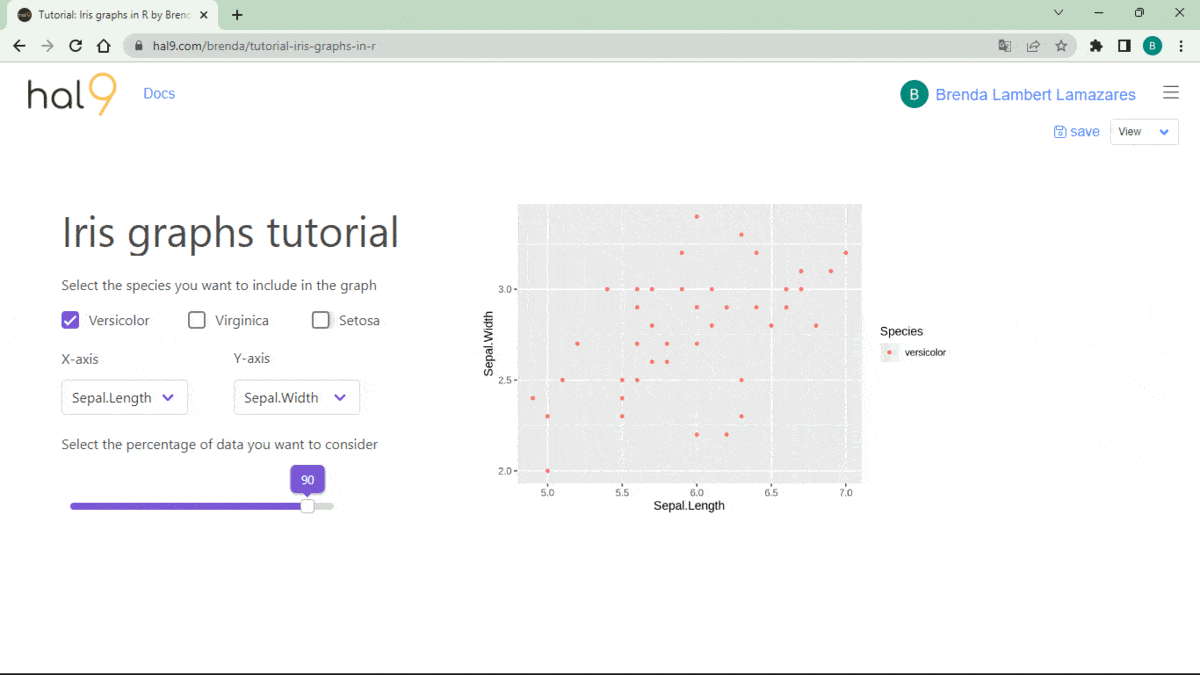 Tutorial: Iris graphs in R by Bren
hal9.com/brenda/tutorial-iris-graphs-in-r
B
hal9
Docs
B Brenda Lambert Lamazares
save
View
Iris graphs tutorial
Select the species you want to include in the graph
Versicolor Virginica Setosa
X-axis Y-axis
Sepal.Length Sepal.Width
Select the percentage of data you want to consider
90
Sepal.Width
3.0
2.5
2.0
5.0 5.5 6.0 6.5 7.0
Sepal.Length
Species
versicolor